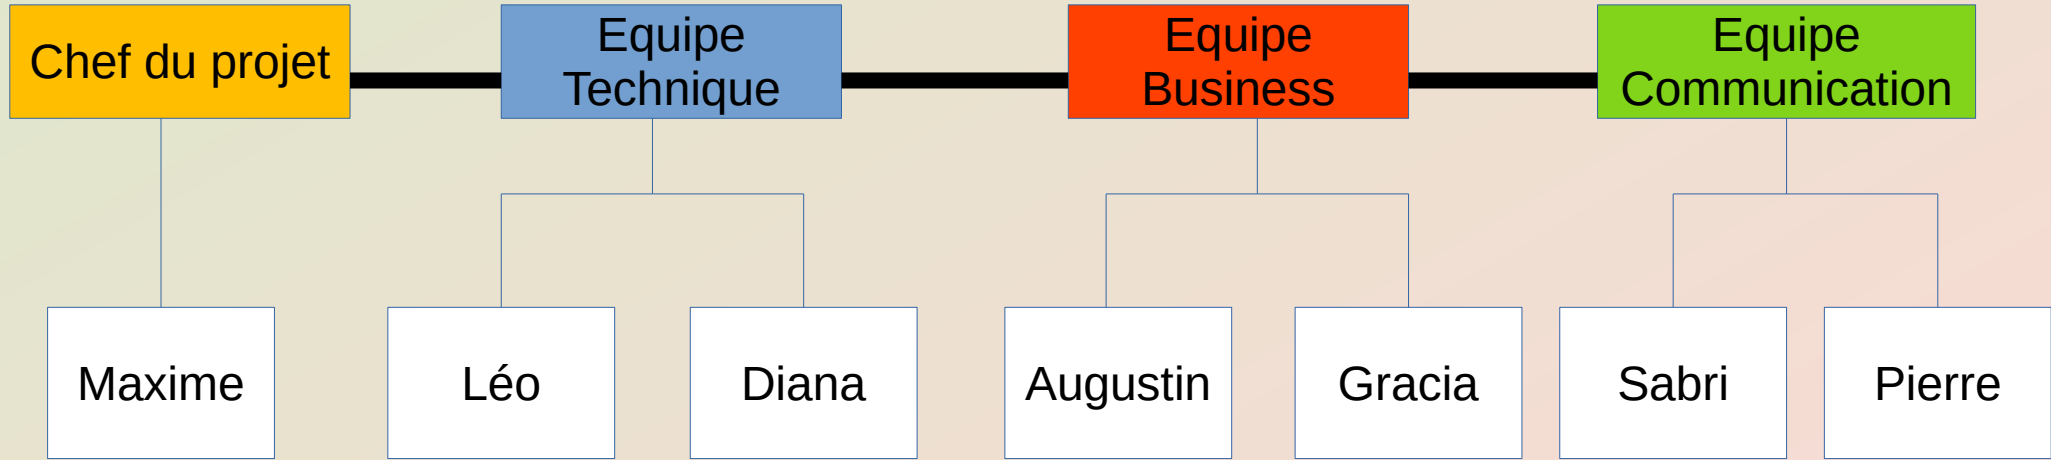 Chef du projet
Equipe
Technique
Equipe
Business
Equipe
Communication
Maxime
Léo
Diana
Augustin
Gracia
Sabri
Pierre